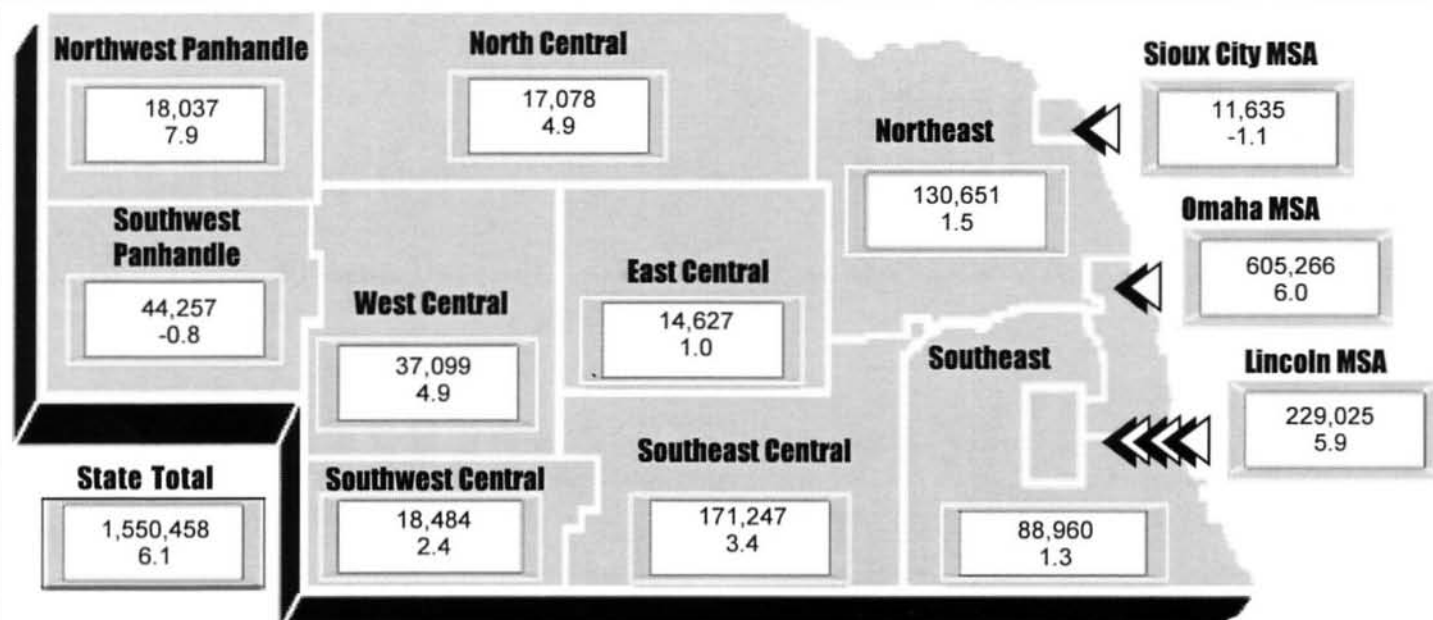 Northwest Panhandle
18,037
7.9
North Central
17,078
4.9
Sioux City MSA
11,635
-1.1
Northeast
130,651
1.5
Omaha MSA
605,266
6.0
Southwest
Panhandle
44,257
-0.8
West Central
37,099
4.9
East Central
14,627
1.0
Southeast
88,960
1.3
Lincoln MSA
229,025
5.9
State Total
1,550,458
6.1
Southwest Central
18,484
2.4
Southeast Central
171,247
3.4